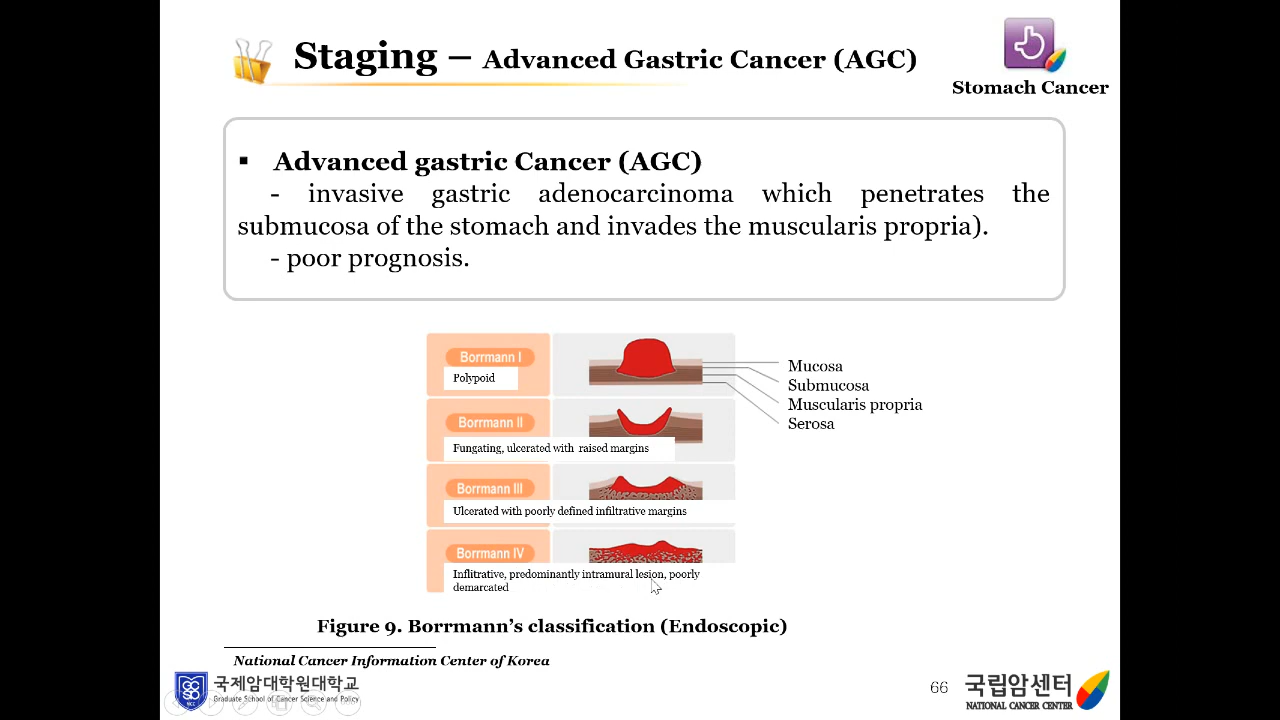 Staging – Advanced Gastric Cancer (AGC)
Stomach Cancer
▪ Advanced gastric Cancer (AGC)
- invasive gastric adenocarcinoma which penetrates the
submucosa of the stomach and invades the muscularis propria).
- poor prognosis.
Borrmann I
Polypoid
Mucosa
Submucosa
Muscularis propria
Serosa
Borrmann II
Fungating, ulcerated with raised margins
Borrmann III
Ulcerated with poorly defined infiltrative margins
Borrmann IV
Inflitrative, predominantly intramural lesion, poorly
demarcated
Figure 9. Borrmann's classification (Endoscopic)
National Cancer Information Center of Korea
국제암대학원대학교
Graduate School of Cancer Science and Policy
66
국립암센터
NATIONAL CANCER CENTER